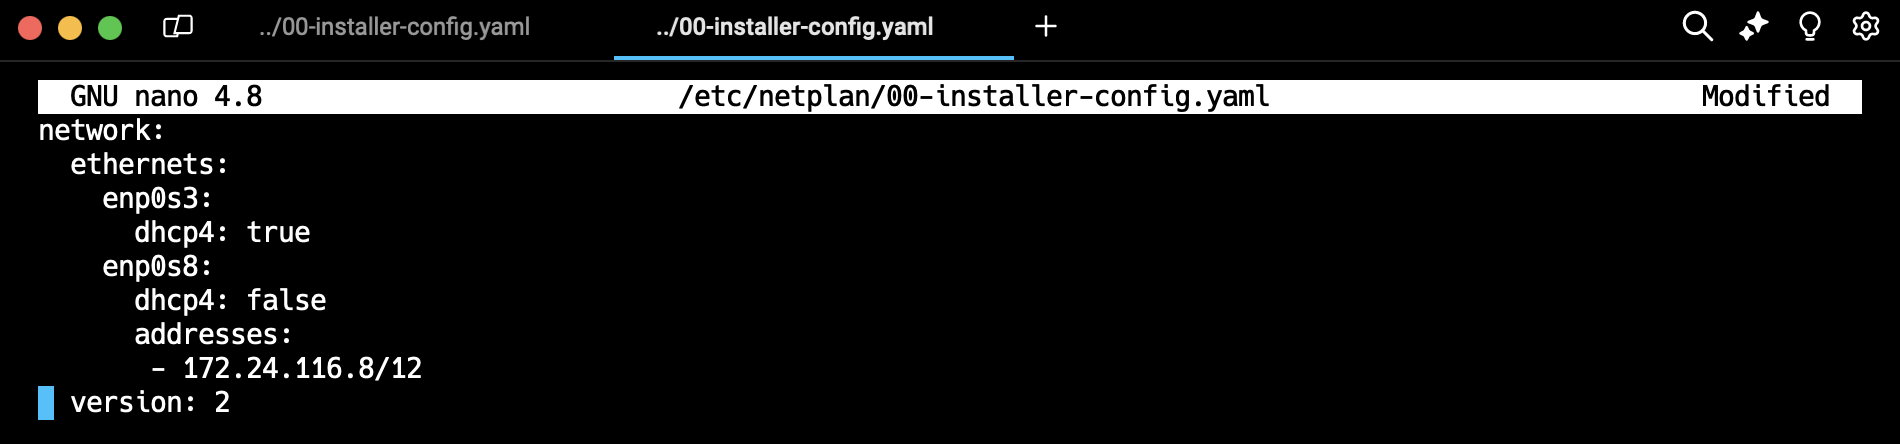 ../00-installer-config.yaml ../00-installer-config.yaml +
GNU nano 4.8 /etc/netplan/00-installer-config.yaml Modified
network:
  ethernets:
    enp0s3:
      dhcp4: true
    enp0s8:
      dhcp4: false
      addresses:
       - 172.24.116.8/12
  version: 2